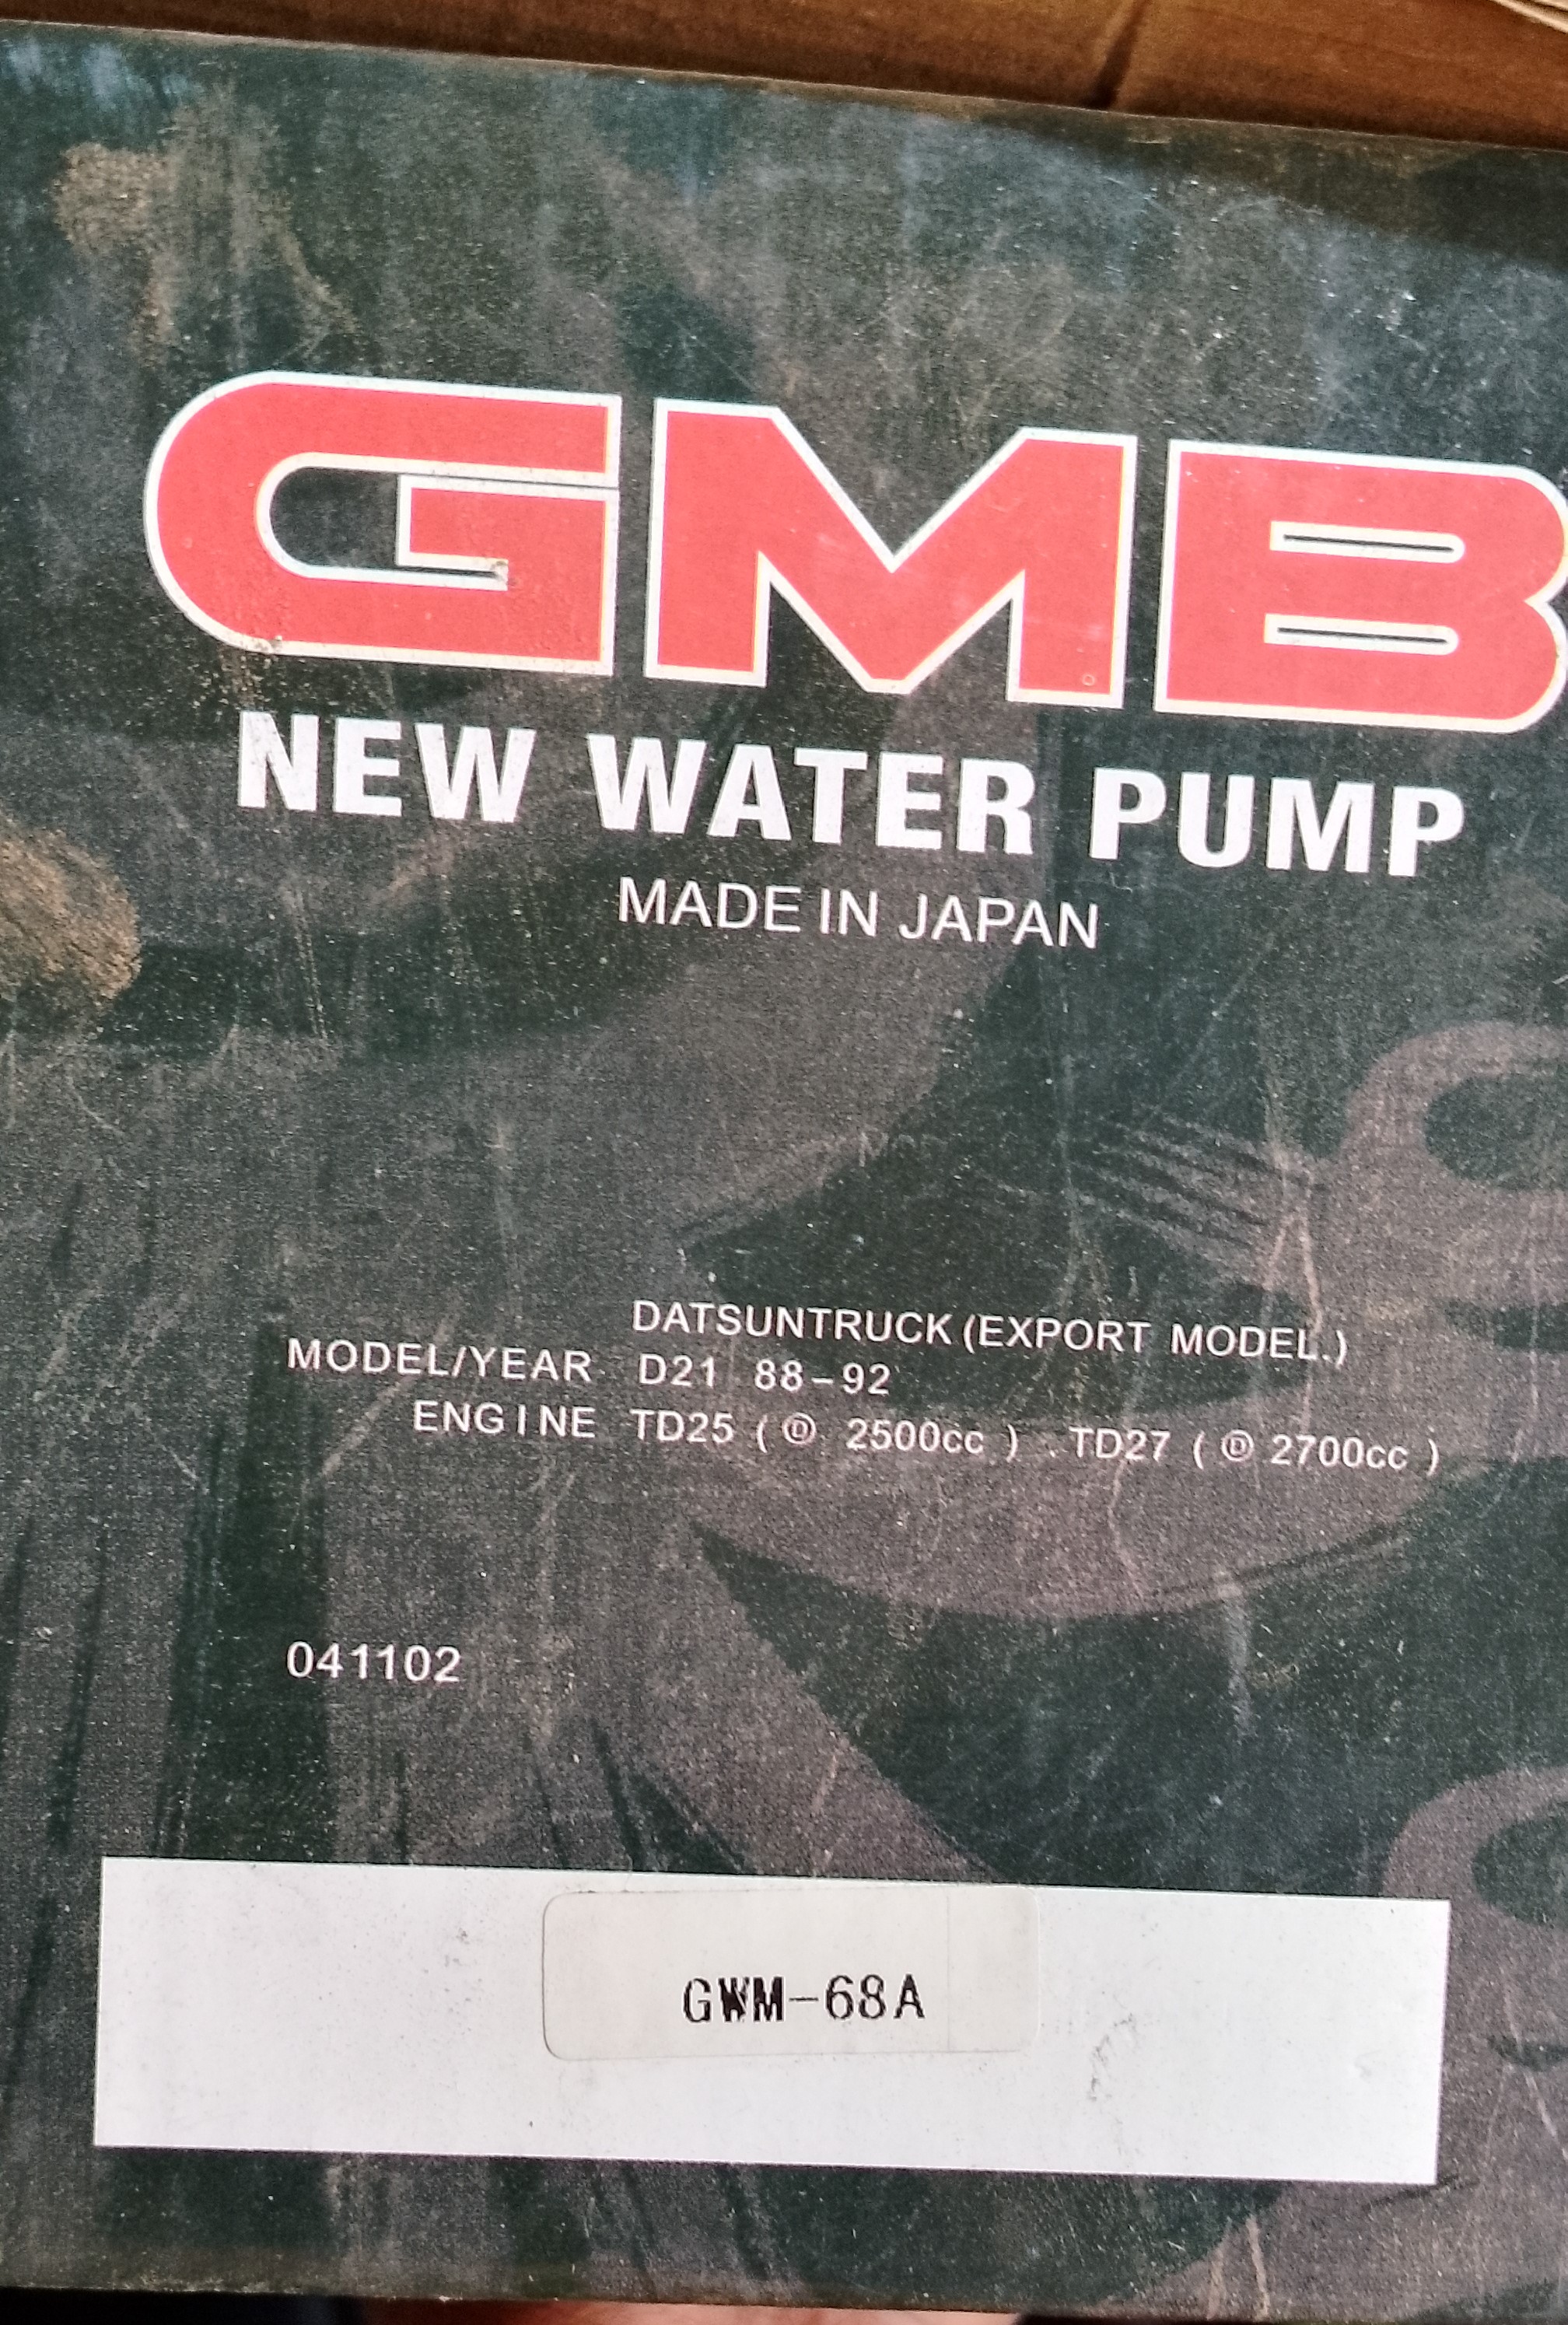 GMB
NEW WATER PUMP
MADE IN JAPAN
DATSUNTRUCK (EXPORT MODEL.)
MODEL/YEAR D21 88-92
ENGINE TD25 ( Ⓓ 2500cc ) . TD27 ( Ⓓ 2700cc )
041102
GWM-68A